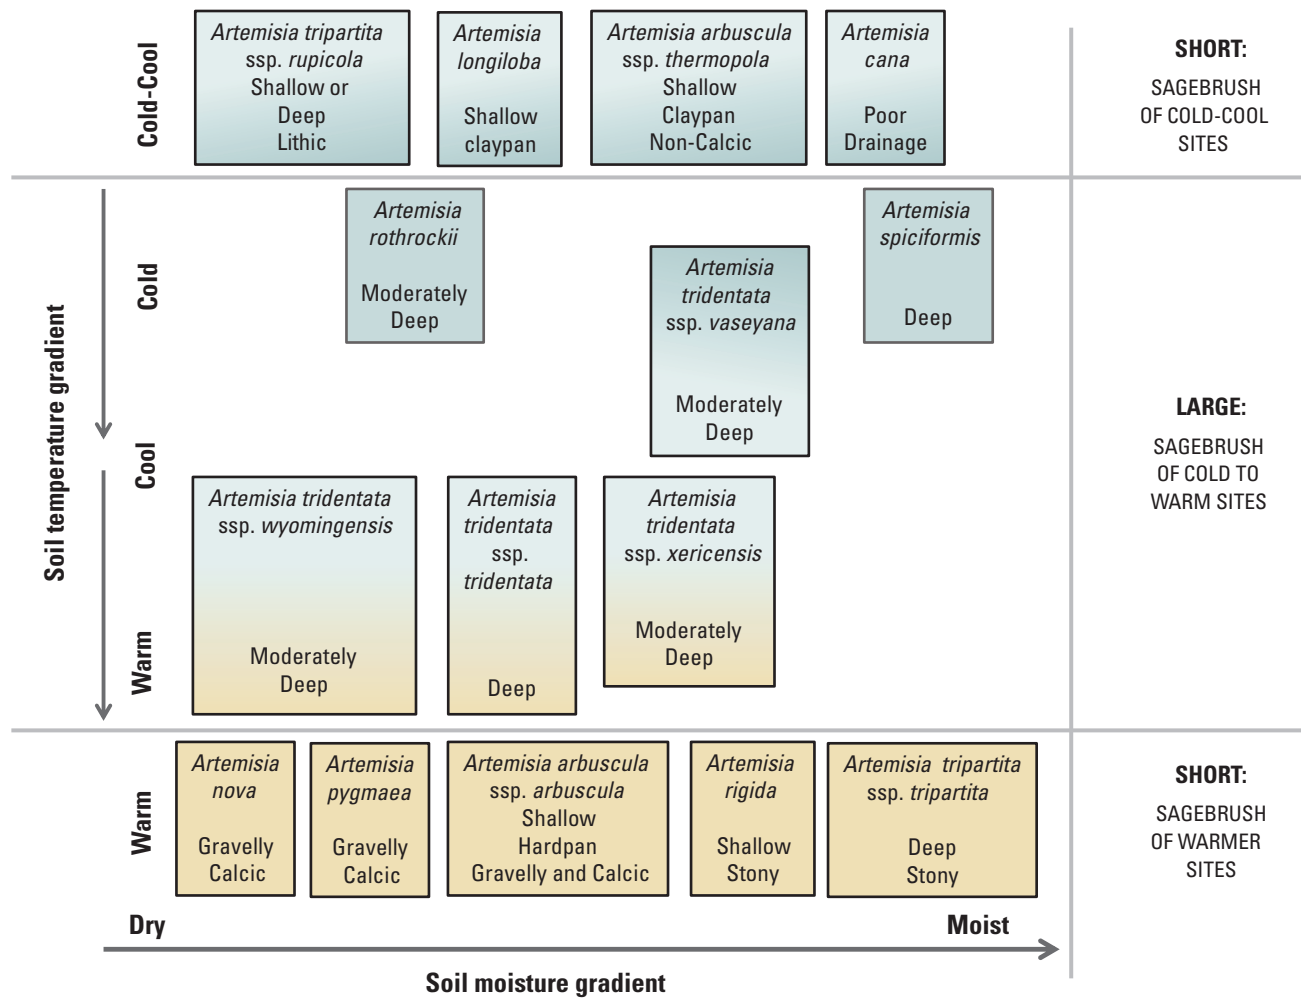 Cold-Cool
Artemisia tripartita
ssp. rupicola
Shallow or
Deep
Lithic
Artemisia
longiloba
Shallow
claypan
Artemisia arbuscula
ssp. thermopola
Shallow
Claypan
Non-Calcic
Artemisia
cana
Poor
Drainage
SHORT:
SAGEBRUSH
OF COLD-COOL
SITES
Soil temperature gradient
Cold
Cool
Warm
Artemisia
rothrockii
Moderately
Deep
Artemisia
tridentata
ssp. vaseyana
Moderately
Deep
Artemisia
spiciformis
Deep
Artemisia tridentata
ssp. wyomingensis
Moderately
Deep
Artemisia
tridentata
ssp.
tridentata
Deep
Artemisia
tridentata
ssp. xericensis
Moderately
Deep
LARGE:
SAGEBRUSH
OF COLD TO
WARM SITES
Warm
Artemisia
nova
Gravelly
Calcic
Artemisia
pygmaea
Gravelly
Calcic
Artemisia arbuscula
ssp. arbuscula
Shallow
Hardpan
Gravelly and Calcic
Artemisia
rigida
Shallow
Stony
Artemisia tripartita
ssp. tripartita
Deep
Stony
SHORT:
SAGEBRUSH
OF WARMER
SITES
Dry
Moist
Soil moisture gradient